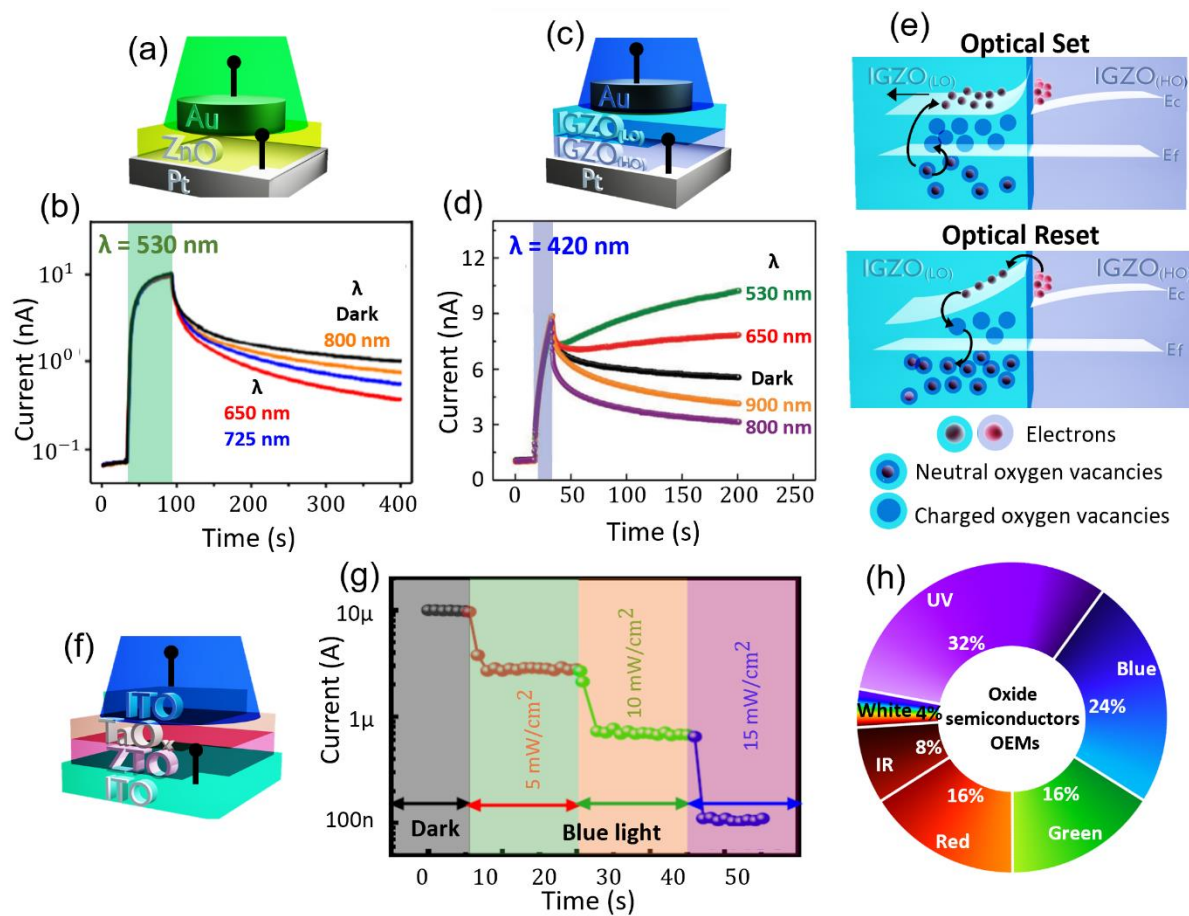 (a)
Au
ZnO
Pt
(b)
λ = 530 nm
Current (nA)
10¹
10⁰
10⁻¹
λ
Dark
800 nm
λ
650 nm
725 nm
0 100 200 300 400
Time (s)
(c)
Au
IGZO(LO)
IGZO(HO)
Pt
(d)
λ = 420 nm
Current (nA)
12
9
6
3
0
λ
530 nm
650 nm
Dark
900 nm
800 nm
0 50 100 150 200 250
Time (s)
(e)
Optical Set
IGZO(LO)
IGZO(HO)
Ec
Ef
Optical Reset
IGZO(LO)
IGZO(HO)
Ec
Ef
Electrons
Neutral oxygen vacancies
Charged oxygen vacancies
(f)
ITO
TaOx
ZTO
ITO
(g)
Current (A)
10μ
1μ
100n
5 mW/cm²
10 mW/cm²
15 mW/cm²
Dark
Blue light
0 10 20 30 40 50
Time (s)
(h)
UV
32%
Blue
24%
Green
16%
Red
16%
IR
8%
White
4%
Oxide
semiconductors
OEMs